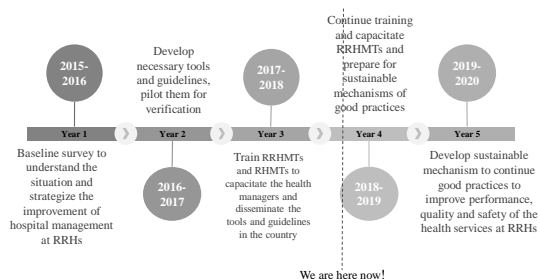 2015-
2016
Develop
necessary tools
and guidelines,
pilot them for
verification
2017-
2018
Continue training
and capacitate
RRHMTs and
prepare for
sustainable
mechanisms of
good practices
2019-
2020
Year 1
Year 2
Year 3
Year 4
Year 5
Baseline survey to
understand the
situation and
strategize the
improvement of
hospital management
at RRHs
2016-
2017
Train RRHMTs
and RHMTs to
capacitate the health
managers and
disseminate the
tools and guidelines
in the country
2018-
2019
Develop sustainable
mechanism to continue
good practices to
improve performance,
quality and safety of the
health services at RRHs
We are here now!